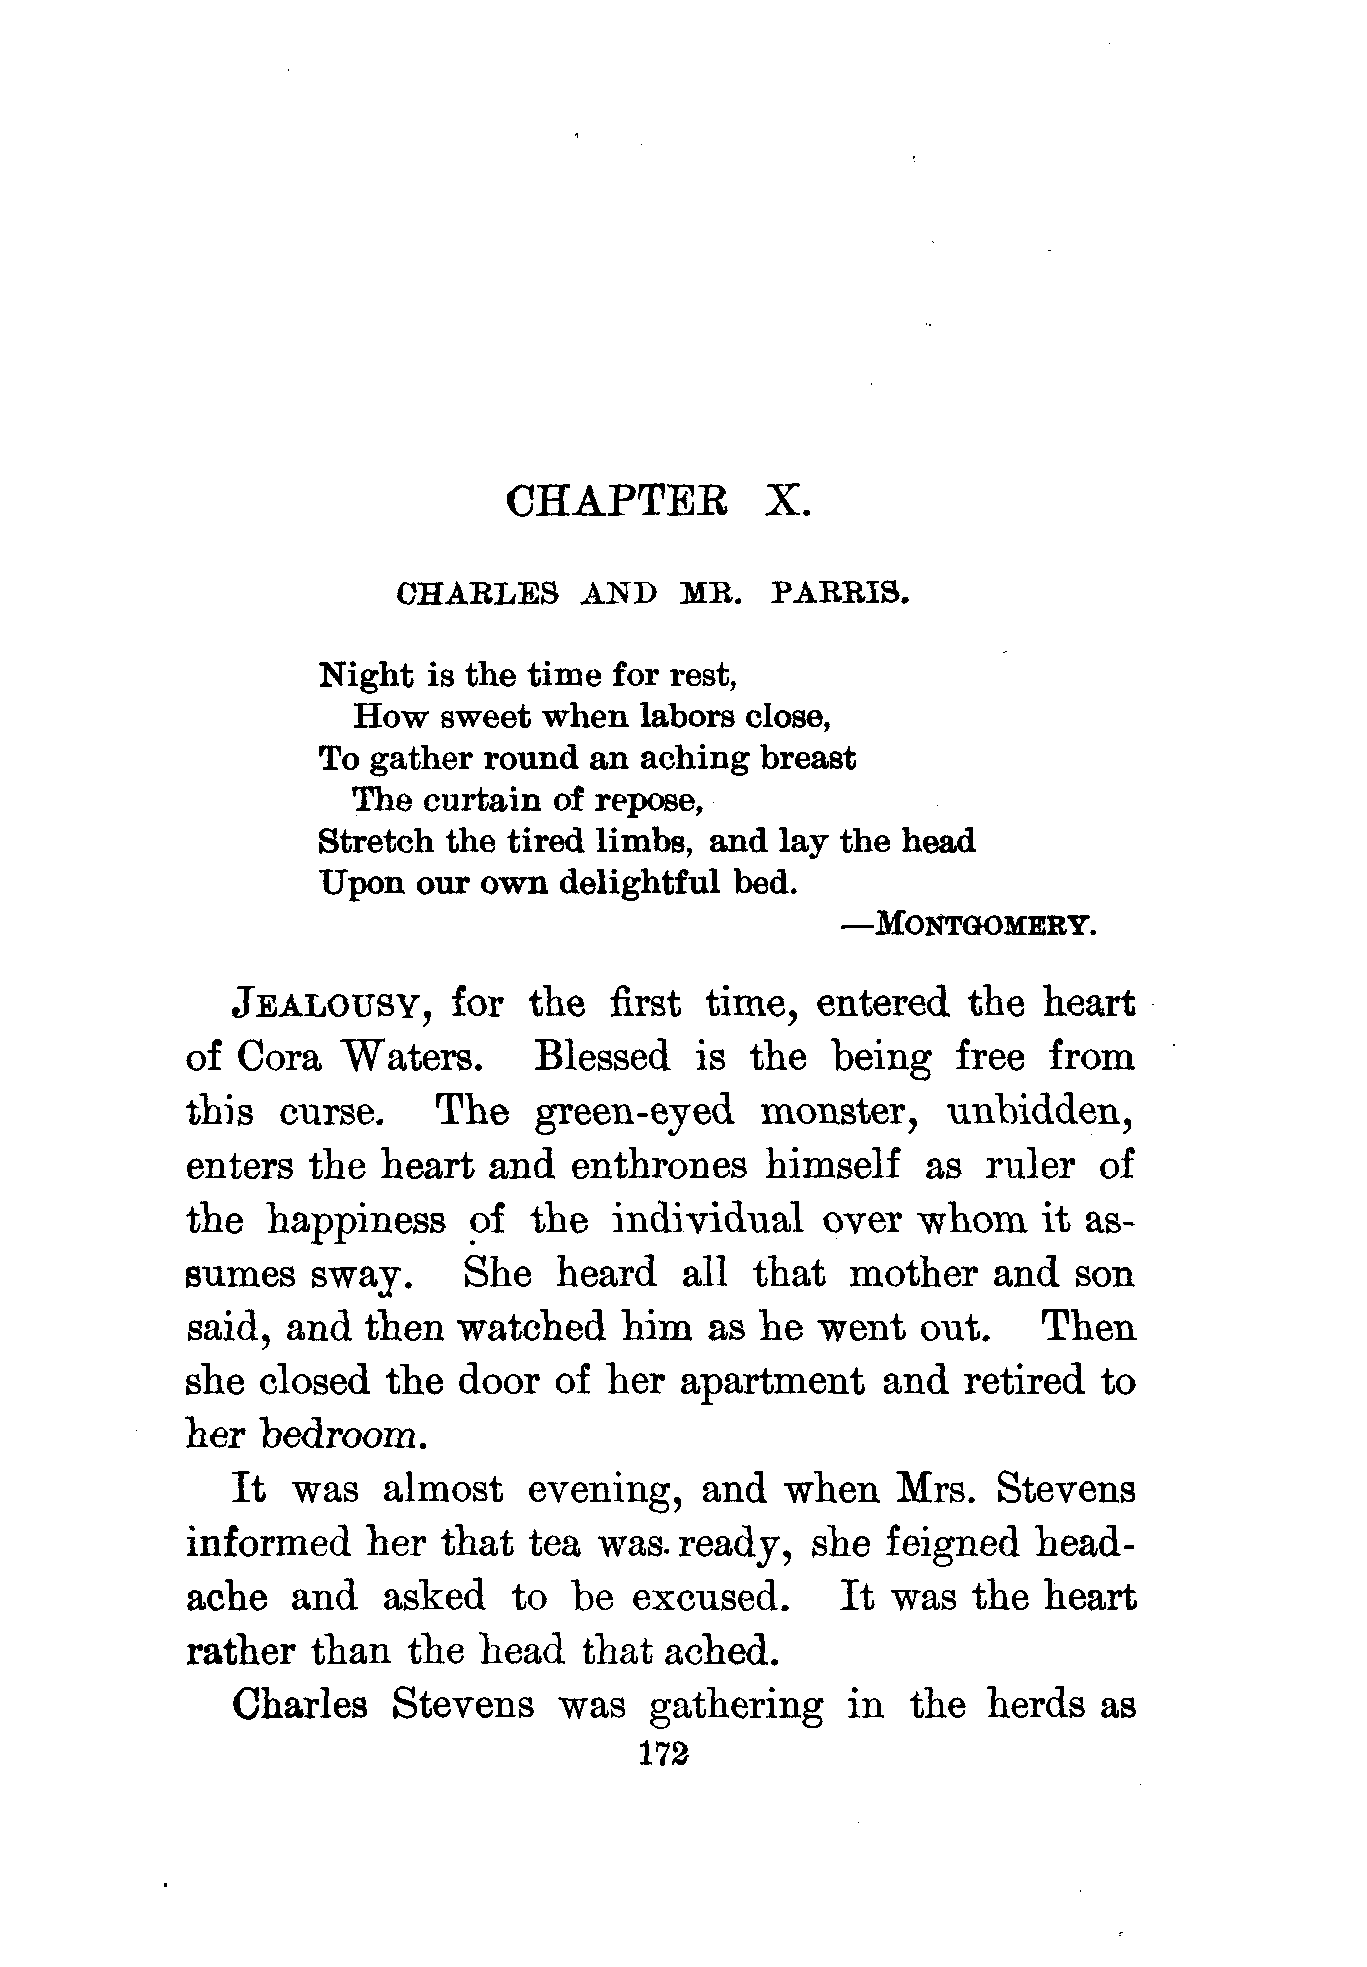 CHAPTER X.
CHARLES AND MR. PARRIS.
Night is the time for rest,
How sweet when labors close,
To gather round an aching breast
The curtain of repose,
Stretch the tired limbs, and lay the head
Upon our own delightful bed.
—MONTGOMERY.
JEALOUSY, for the first time, entered the heart
of Cora Waters. Blessed is the being free from
this curse. The green-eyed monster, unbidden,
enters the heart and enthrones himself as ruler of
the happiness of the individual over whom it as-
sumes sway. She heard all that mother and son
said, and then watched him as he went out. Then
she closed the door of her apartment and retired to
her bedroom.
It was almost evening, and when Mrs. Stevens
informed her that tea was ready, she feigned head-
ache and asked to be excused. It was the heart
rather than the head that ached.
Charles Stevens was gathering in the herds as
172